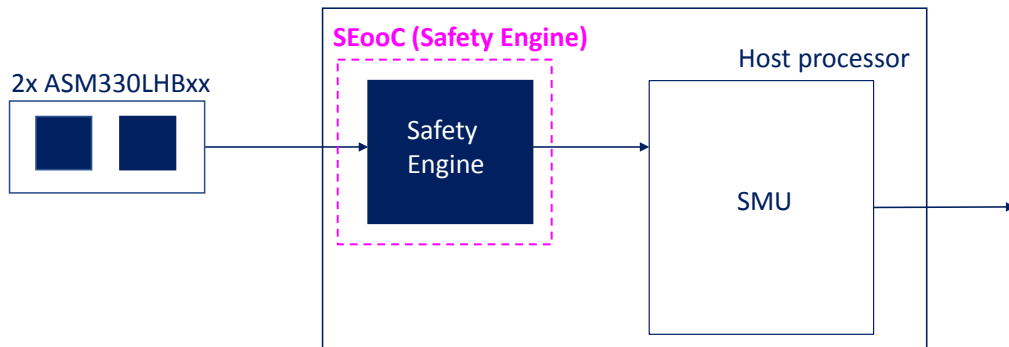 SEooC (Safety Engine)
Host processor
2x ASM330LHBxx
Safety
Engine
SMU